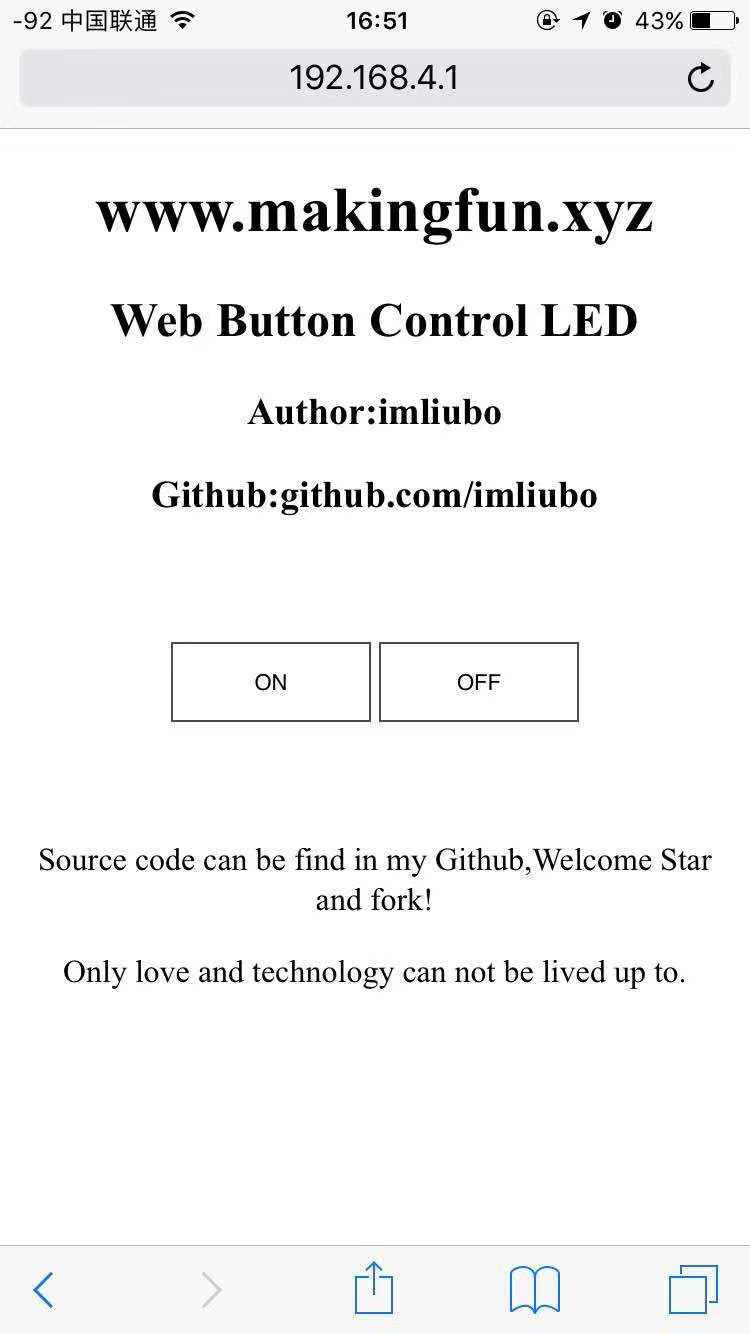 -92 中国联通 16:51 43%
192.168.4.1
www.makingfun.xyz
Web Button Control LED
Author:imliubo
Github:github.com/imliubo
ON OFF
Source code can be find in my Github,Welcome Star
and fork!
Only love and technology can not be lived up to.